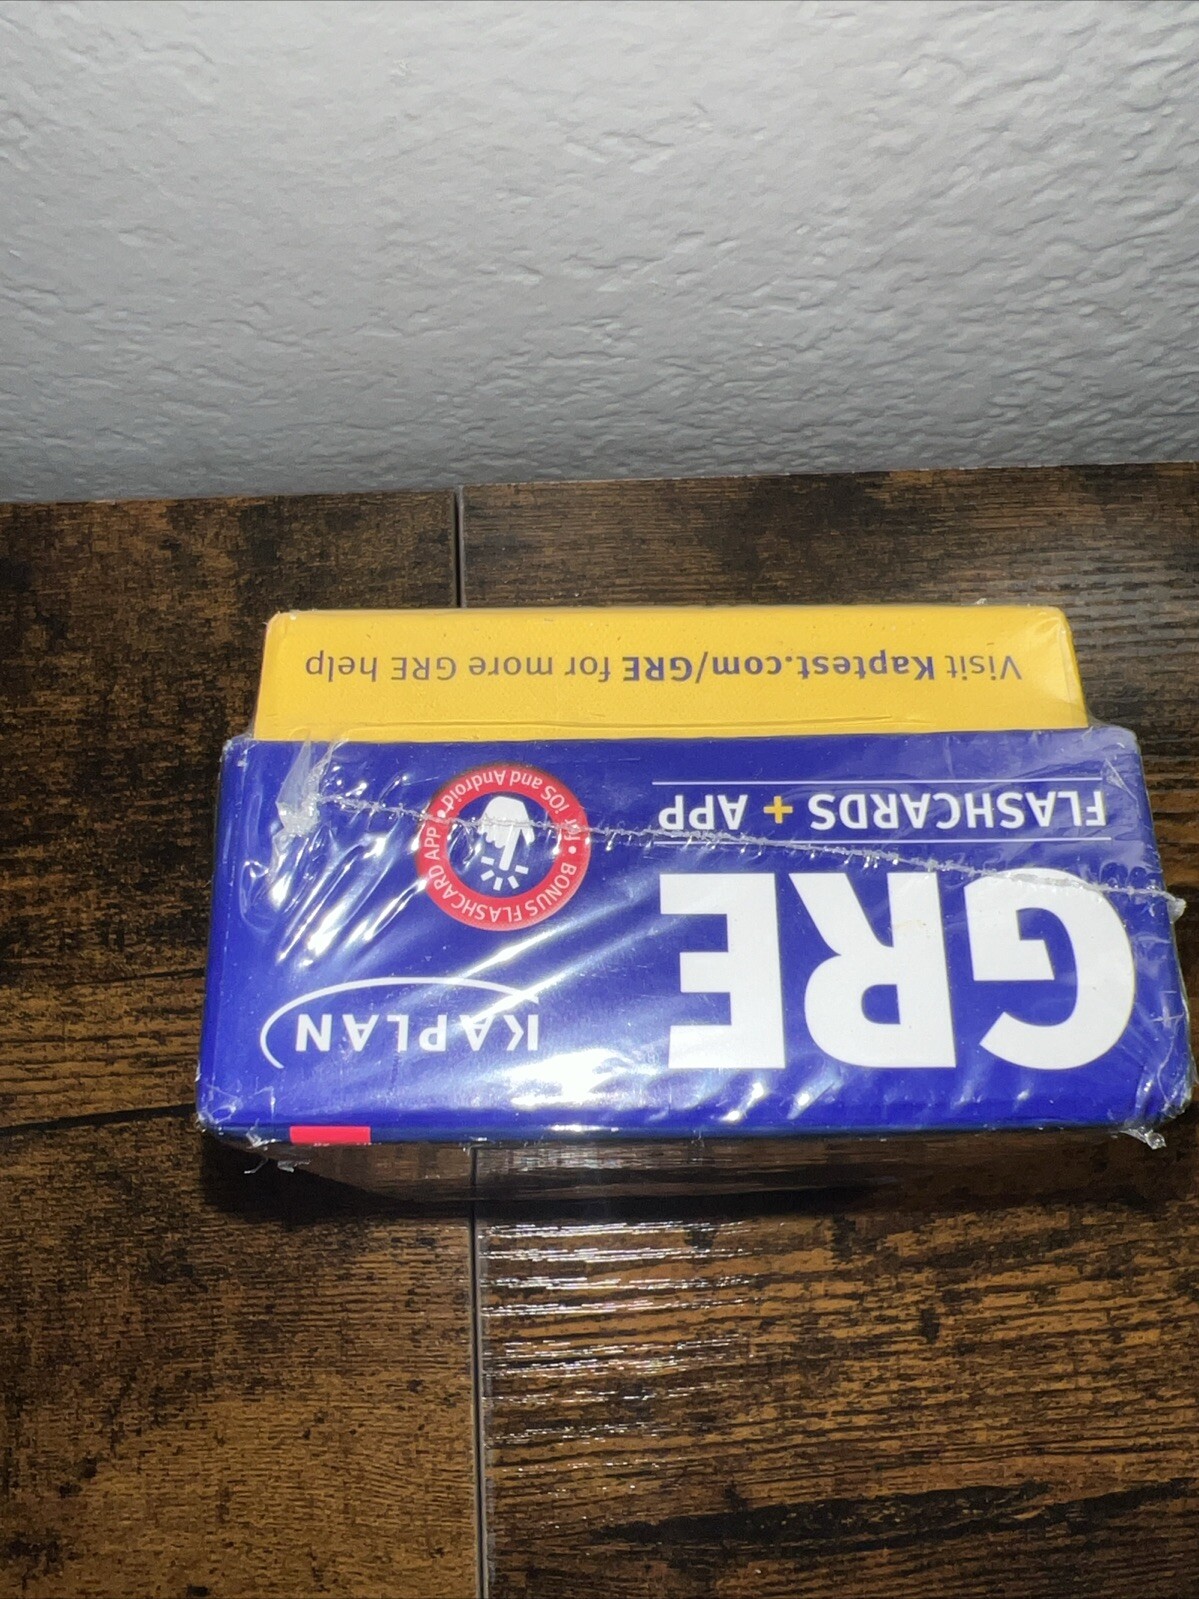 GRE
FLASHCARDS + APP
KAPLAN
BONUS FLASHCARD APP
for iOS and Android
Visit Kaptest.com/GRE for more GRE help